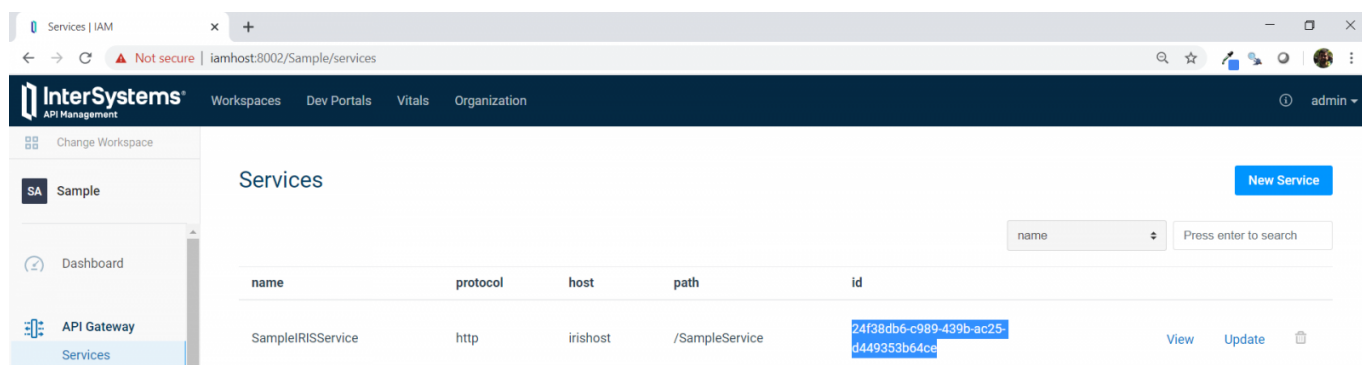 Services | IAM
Not secure | iamhost:8002/Sample/services
InterSystems®
API Management
Workspaces Dev Portals Vitals Organization
admin
Change Workspace
SA Sample
Services
New Service
name
Press enter to search
Dashboard
name protocol host path id
API Gateway
Services
SampleIRISService http irishost /SampleService
24f38db6-c989-439b-ac25-
d449353b64ce
View Update